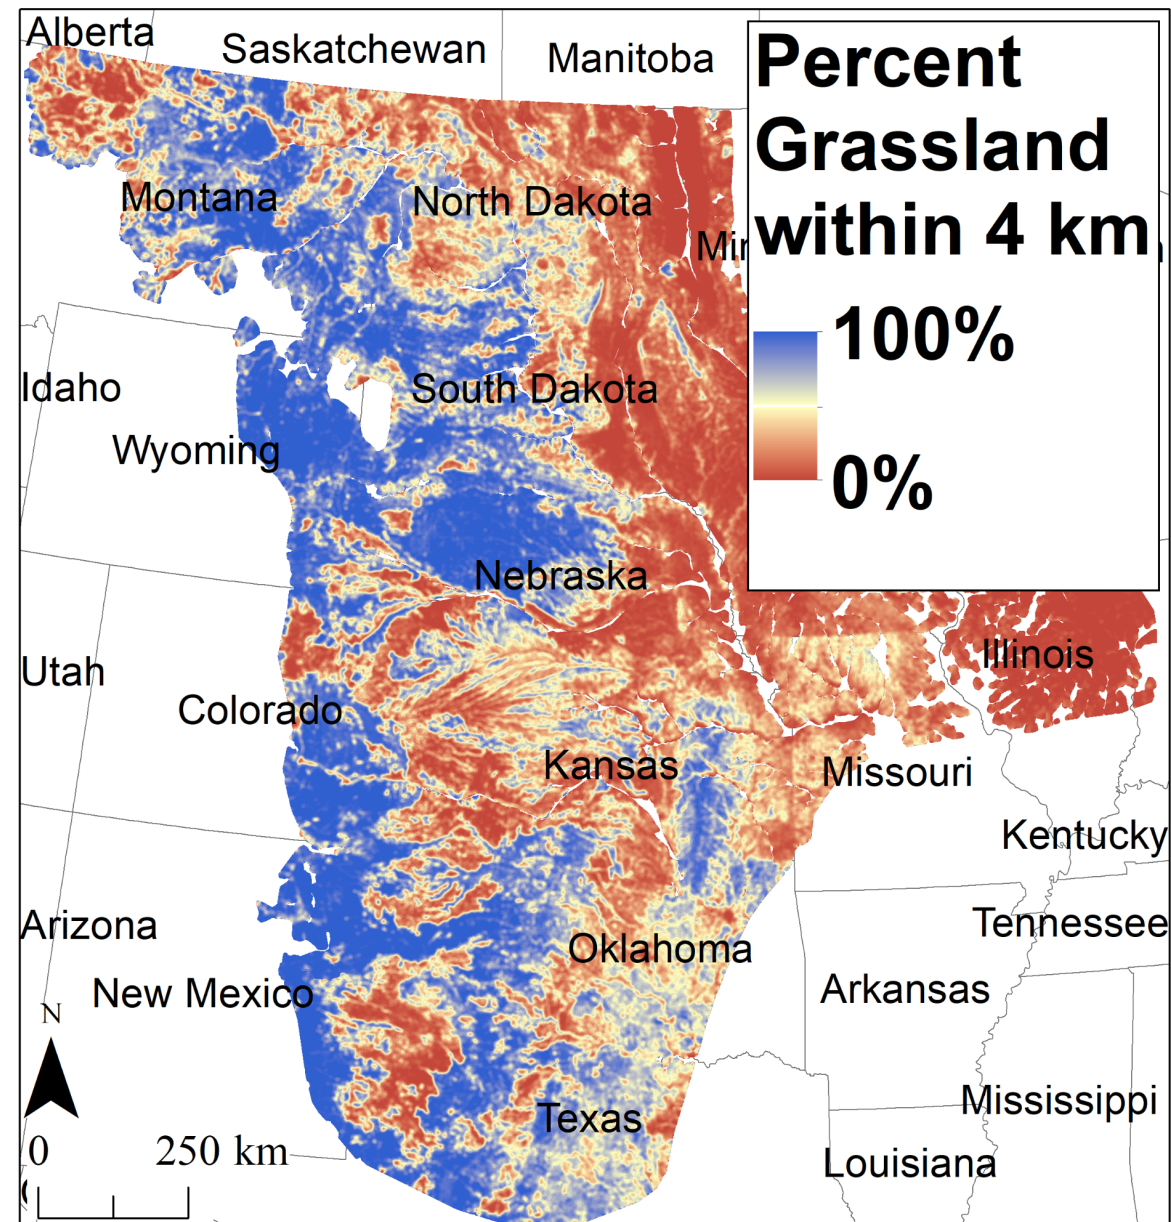 Alberta
Saskatchewan
Manitoba
Percent
Grassland
within 4 km
100%
0%
Montana
North Dakota
Idaho
South Dakota
Wyoming
Nebraska
Utah
Illinois
Colorado
Kansas
Missouri
Kentucky
Arizona
Oklahoma
Tennessee
New Mexico
Arkansas
N
Texas
Mississippi
0 250 km
Louisiana